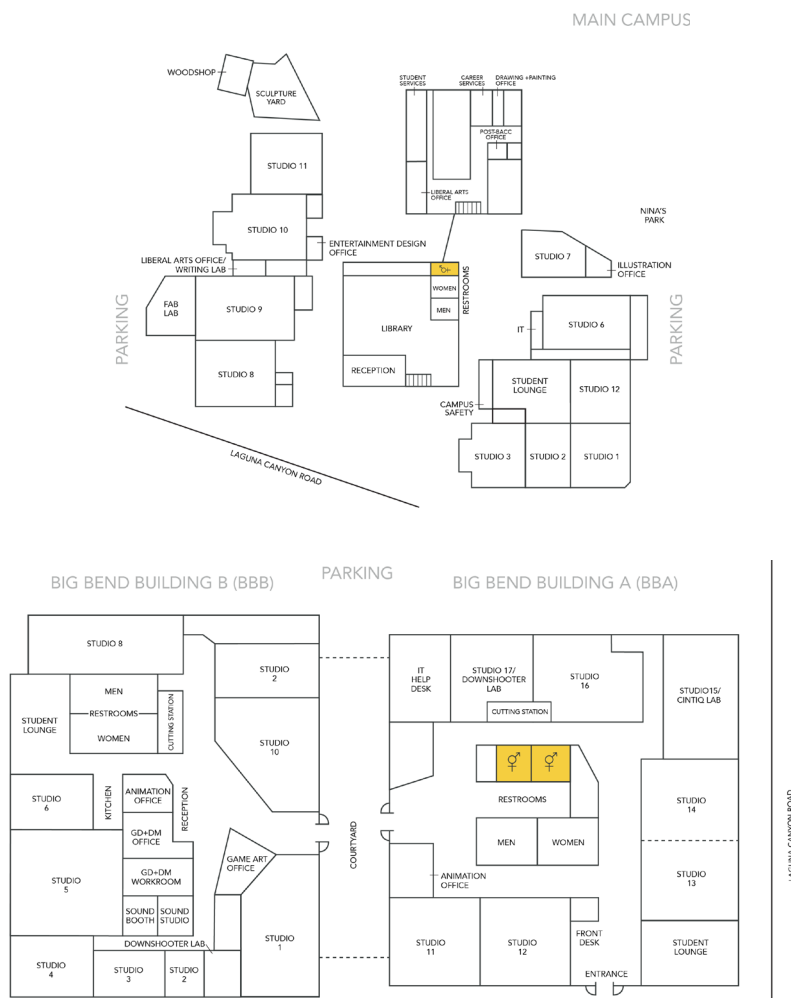 MAIN CAMPUS
WOODSHOP
SCULPTURE
YARD
STUDENT
SERVICES
CAREER
SERVICES
DRAWING +PAINTING
OFFICE
POST-BACC
OFFICE
LIBERAL ARTS
OFFICE
STUDIO 11
STUDIO 10
ENTERTAINMENT DESIGN
OFFICE
LIBERAL ARTS OFFICE/
WRITING LAB
NINA'S
PARK
STUDIO 7
ILLUSTRATION
OFFICE
PARKING
FAB
LAB
STUDIO 9
STUDIO 8
WOMEN
MEN
RESTROOMS
LIBRARY
RECEPTION
IT
STUDIO 6
PARKING
STUDENT
LOUNGE
STUDIO 12
CAMPUS
SAFETY
STUDIO 3
STUDIO 2
STUDIO 1
LAGUNA CANYON ROAD
BIG BEND BUILDING B (BBB)
PARKING
BIG BEND BUILDING A (BBA)
STUDIO 8
STUDIO
2
MEN
RESTROOMS
WOMEN
CUTTING STATION
STUDENT
LOUNGE
STUDIO
10
STUDIO
6
KITCHEN
ANIMATION
OFFICE
RECEPTION
GD+DM
OFFICE
GAME ART
OFFICE
STUDIO
5
GD+DM
WORKROOM
SOUND
BOOTH
SOUND
STUDIO
DOWNSHOOTER LAB
STUDIO
4
STUDIO
3
STUDIO
2
STUDIO
1
COURTYARD
IT
HELP
DESK
STUDIO 17/
DOWNSHOOTER
LAB
CUTTING STATION
STUDIO
16
STUDIO15/
CINTIQ LAB
RESTROOMS
MEN
WOMEN
STUDIO
14
ANIMATION
OFFICE
STUDIO
13
STUDIO
11
STUDIO
12
FRONT
DESK
STUDENT
LOUNGE
ENTRANCE
LAGUNA CANYON ROAD